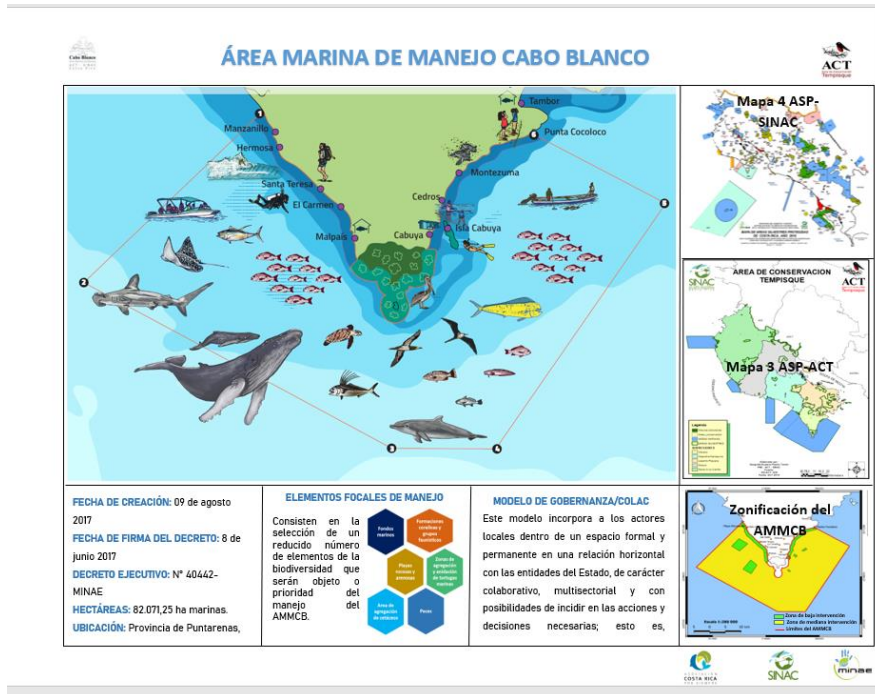 Cabo Blanco
ÁREA MARINA DE MANEJO CABO BLANCO
ACT
Tempisque
1
Manzanillo
Hermosa
Santa Teresa
El Carmen
Malpaís
Tambor
6
Punta Cocoloco
Montezuma
Cedros
Isla Cabuya
Cabuya
5
2
3
4
Mapa 4 ASP-
SINAC
SINAC
AREA DE CONSERVACION
TEMPISQUE
ACT
Mapa 3 ASP-ACT
FECHA DE CREACIÓN: 09 de agosto
2017
FECHA DE FIRMA DEL DECRETO: 8 de
junio 2017
DECRETO EJECUTIVO: N° 40442-
MINAE
HECTÁREAS: 82.071,25 ha marinas.
UBICACIÓN: Provincia de Puntarenas,
ELEMENTOS FOCALES DE MANEJO
Consisten en la
selección de un
reducido número
de elementos de la
biodiversidad que
serán objeto o
prioridad del
manejo del
AMMCB.
Fondos
marinos
Formaciones
coralinas y
grupos
faunísticos
Playas
rocosas y
arenosas
Zonas de
agregación
y anidación
de tortugas
marinas
Area de
agregación
de cetáceos
Peces
MODELO DE GOBERNANZA/COLAC
Este modelo incorpora a los actores
locales dentro de un espacio formal y
permanente en una relación horizontal
con las entidades del Estado, de carácter
colaborativo, multisectorial y con
posibilidades de incidir en las acciones y
decisiones necesarias; esto es,
Zonificación del
AMMCB
Zona de bajo intervención
Zona de mediana intervención
Límites del AMMCB
COSTA RICA
SINAC
minae